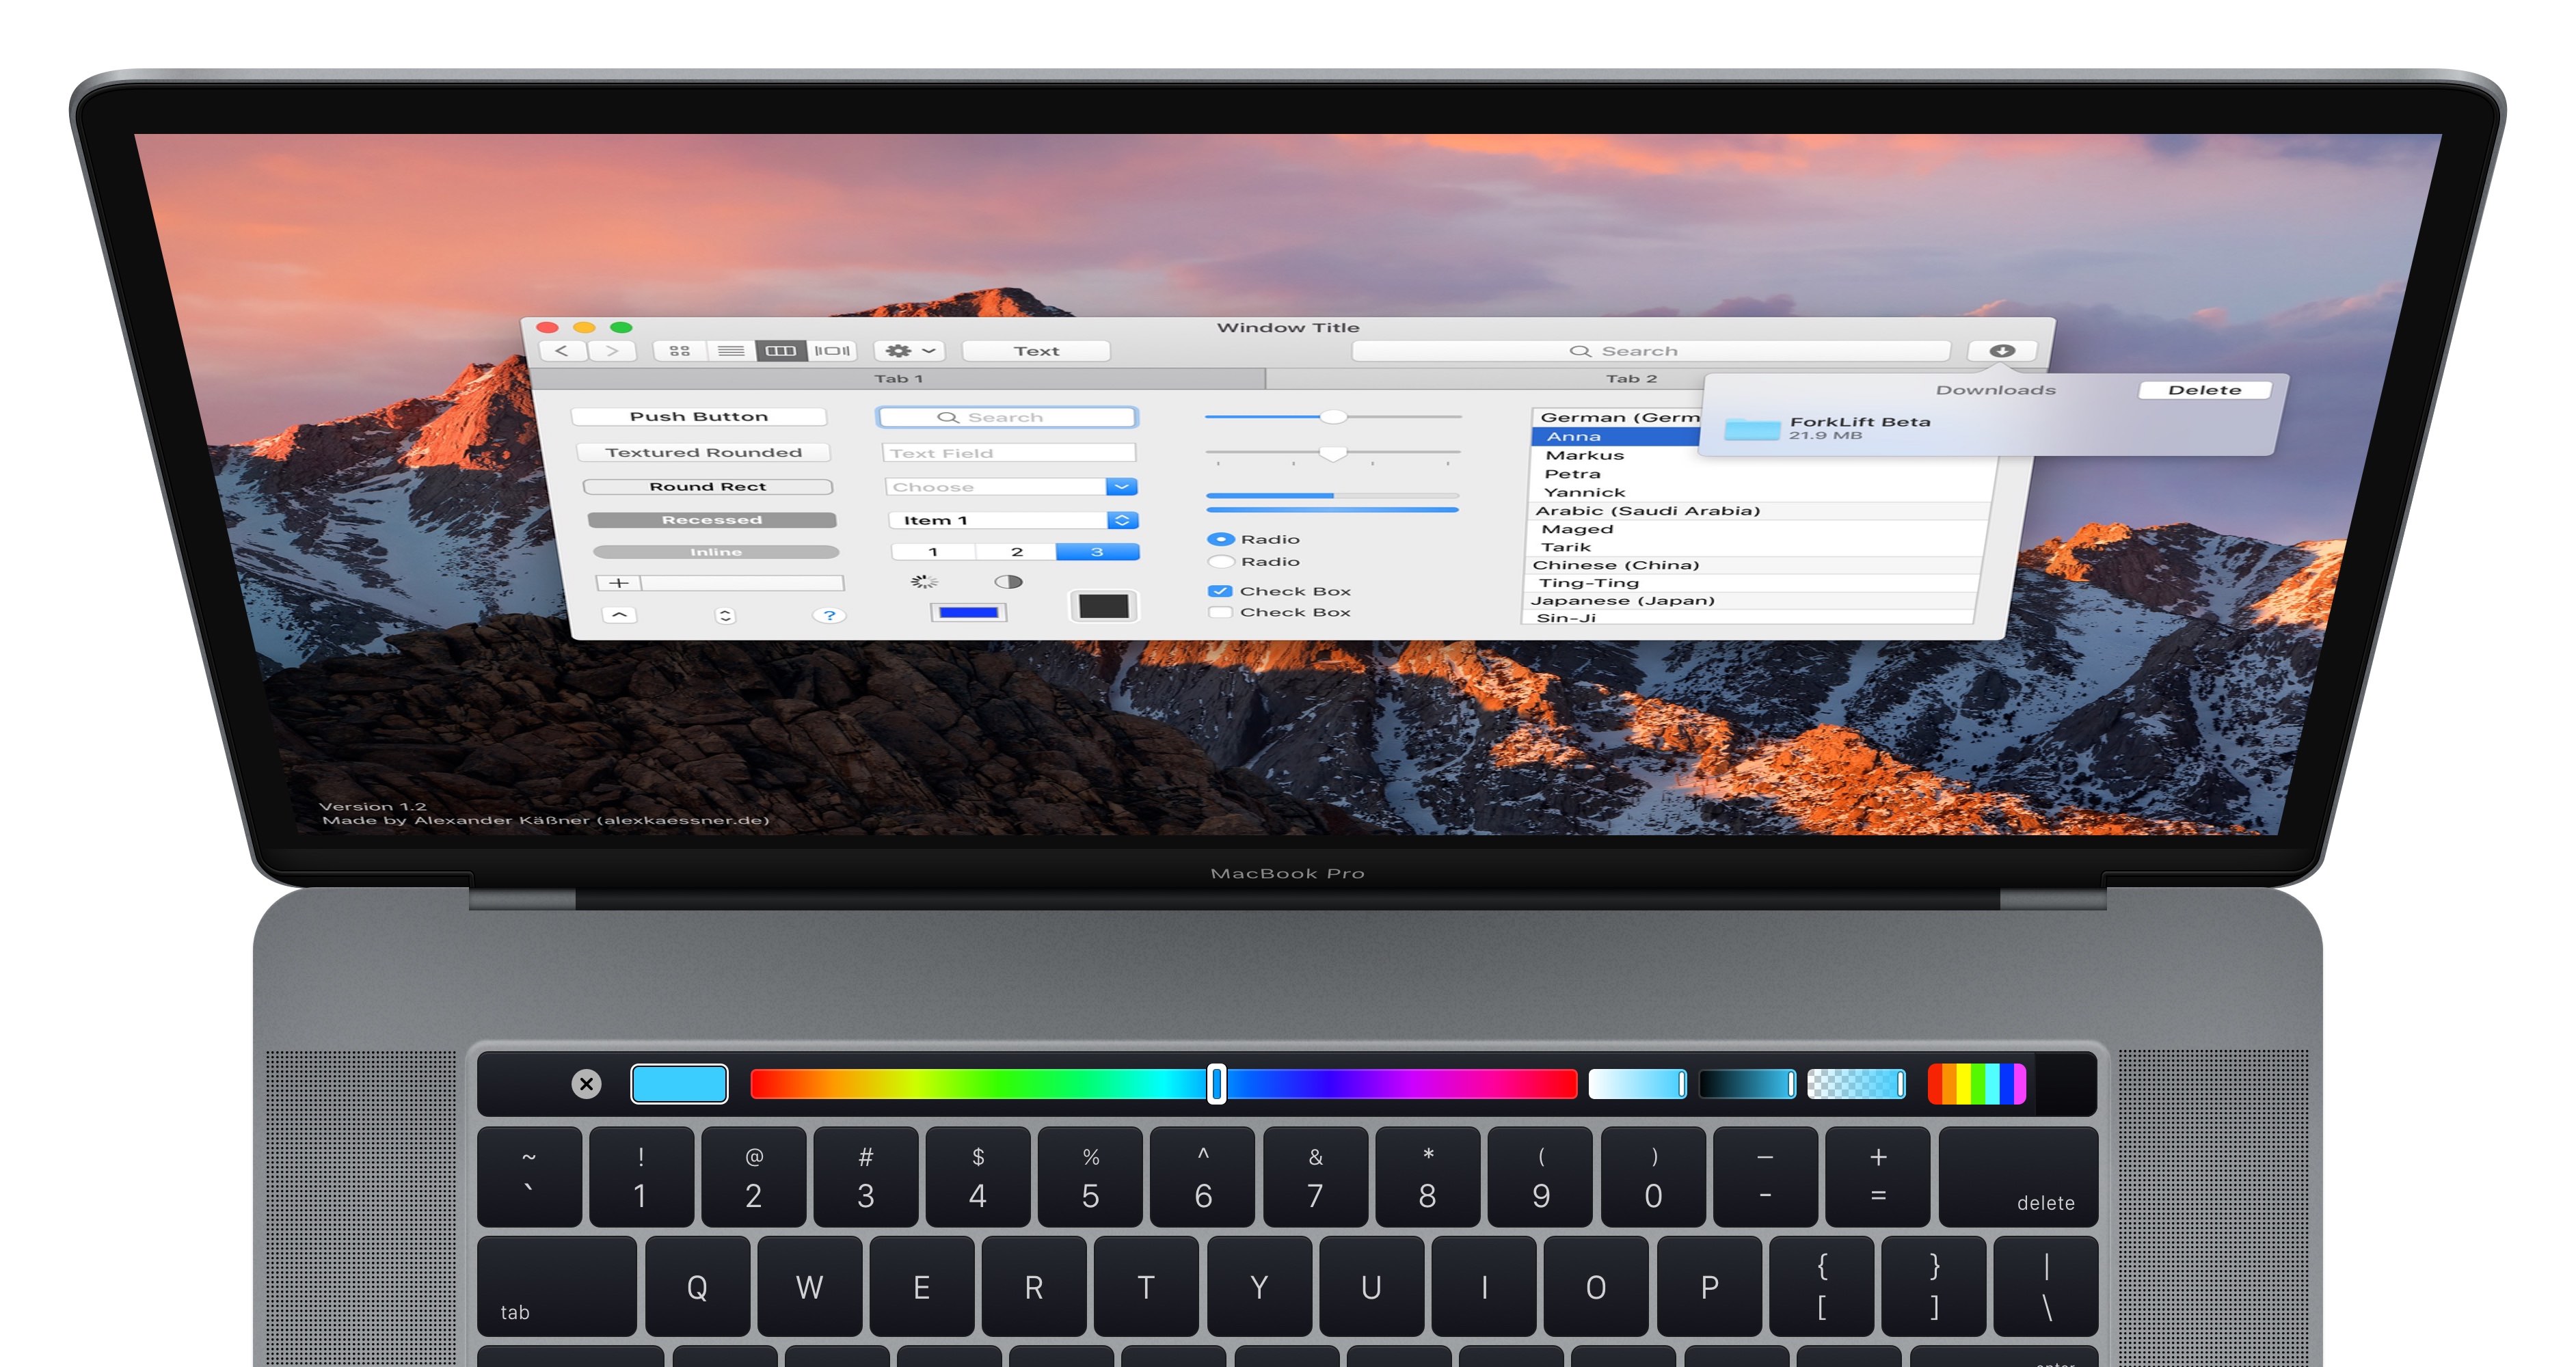 Window Title
Text
Search
Tab 1
Tab 2
Downloads
Delete
ForkLift Beta
21.9 MB
Push Button
Textured Rounded
Round Rect
Recessed
Inline
?
Search
Text Field
Choose
Item 1
1 2 3
Radio
Radio
Check Box
Check Box
German (Germ
Anna
Markus
Petra
Yannick
Arabic (Saudi Arabia)
Maged
Tarik
Chinese (China)
Ting-Ting
Japanese (Japan)
Sin-Ji
Version 1.2
Made by Alexander Käßner (alexkaessner.de)
MacBook Pro
~ ! @ # $ % ^ & * ( ) — +
` 1 2 3 4 5 6 7 8 9 0 - = delete
{ } |
tab Q W E R T Y U I O P [ ] \